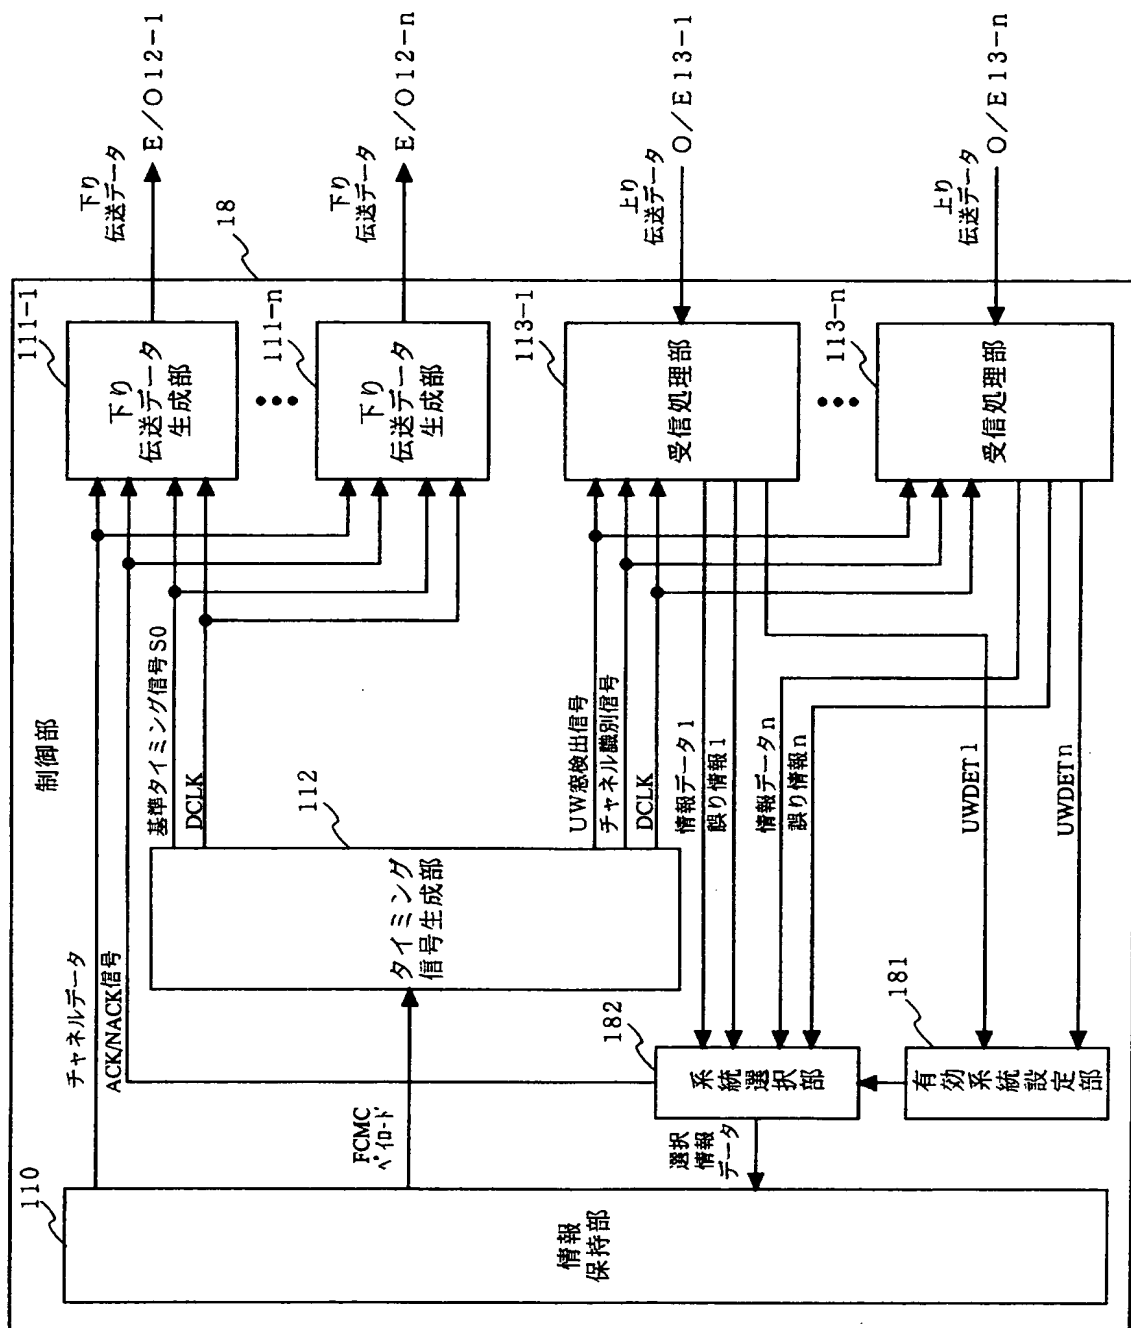 制御部
18
110
情報
保持部
チャネルデータ
ACK/NACK信号
FCMC
ペイロード
112
タイミング
信号生成部
基準タイミング信号S0
DCLK
111-1
下り
伝送データ
生成部
下り
伝送データ
E/O12-1
111-n
下り
伝送データ
生成部
下り
伝送データ
E/O12-n
UW窓検出信号
チャネル識別信号
DCLK
情報データ1
誤り情報1
情報データn
誤り情報n
113-1
受信処理部
上り
伝送データ
O/E13-1
113-n
受信処理部
上り
伝送データ
O/E13-n
182
系統選択部
選択
情報
データ
181
有効系統設定部
UWDET1
UWDETn